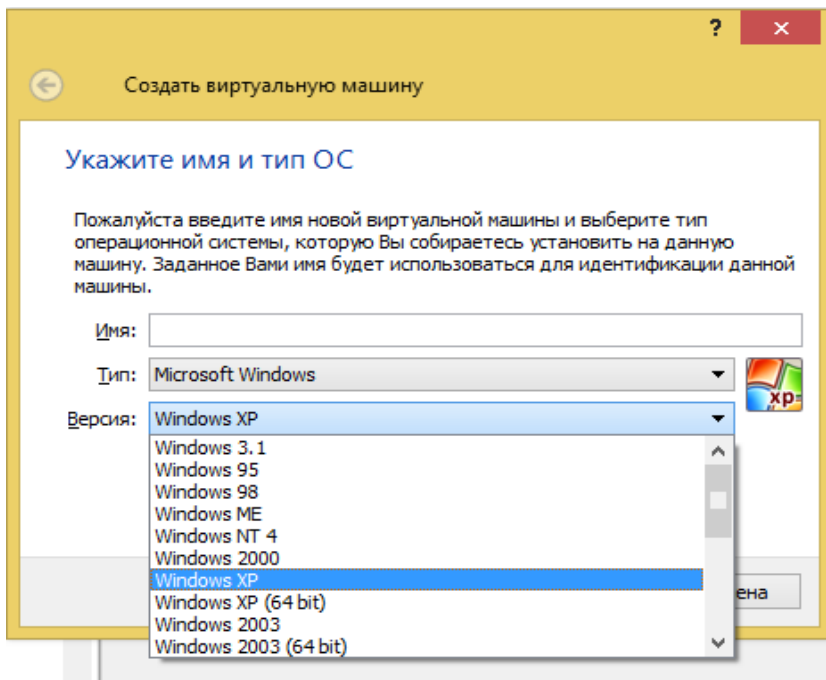 ?
Создать виртуальную машину
Укажите имя и тип ОС
Пожалуйста введите имя новой виртуальной машины и выберите тип
операционной системы, которую Вы собираетесь установить на данную
машину. Заданное Вами имя будет использоваться для идентификации данной
машины.
Имя:
Тип: Microsoft Windows
xp
Версия: Windows XP
Windows 3.1
Windows 95
Windows 98
Windows ME
Windows NT 4
Windows 2000
Windows XP
ена
Windows XP (64 bit)
Windows 2003
Windows 2003 (64 bit)